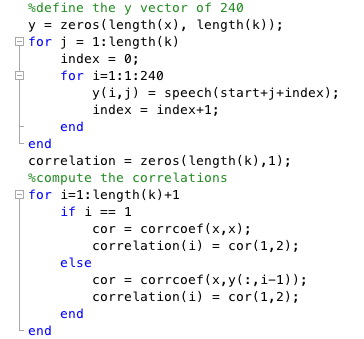 %define the y vector of 240
y = zeros(length(x), length(k));
for j = 1:length(k)
index = 0;
for i=1:1:240
y(i,j) = speech(start+j+index);
index = index+1;
end
end
correlation = zeros(length(k),1);
%compute the correlations
for i=1:length(k)+1
if i == 1
cor = corrcoef(x,x);
correlation(i) = cor(1,2);
else
cor = corrcoef(x,y(:,i-1));
correlation(i) = cor(1,2);
end
end